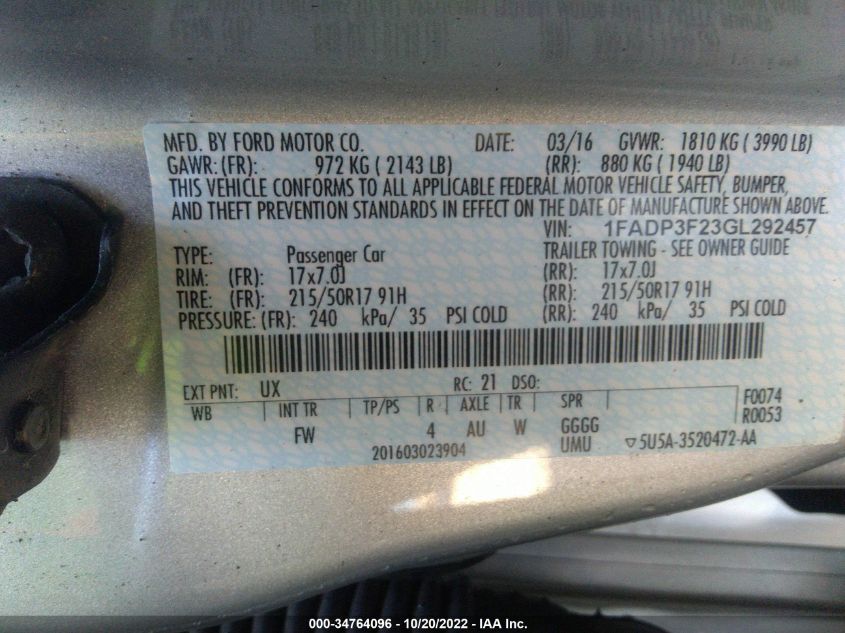 MFD. BY FORD MOTOR CO. DATE: 03/16 GVWR: 1810 KG ( 3990 LB)
GAWR: (FR): 972 KG ( 2143 LB) (RR): 880 KG ( 1940 LB)
THIS VEHICLE CONFORMS TO ALL APPLICABLE FEDERAL MOTOR VEHICLE SAFETY, BUMPER,
AND THEFT PREVENTION STANDARDS IN EFFECT ON THE DATE OF MANUFACTURE SHOWN ABOVE.
VIN: 1FADP3F23GL292457
TYPE: Passenger Car TRAILER TOWING - SEE OWNER GUIDE
RIM: (FR): 17x7.0J (RR): 17x7.0J
TIRE: (FR): 215/50R17 91H (RR): 215/50R17 91H
PRESSURE: (FR): 240 kPa/ 35 PSI COLD (RR): 240 kPa/ 35 PSI COLD
EXT PNT: UX RC: 21 DSO:
WB INT TR TP/PS R AXLE TR SPR F0074
R0053
FW 4 AU W GGGG
UMU
201603023904
▽5U5A-3520472-AA
000-34764096 - 10/20/2022 - IAA Inc.